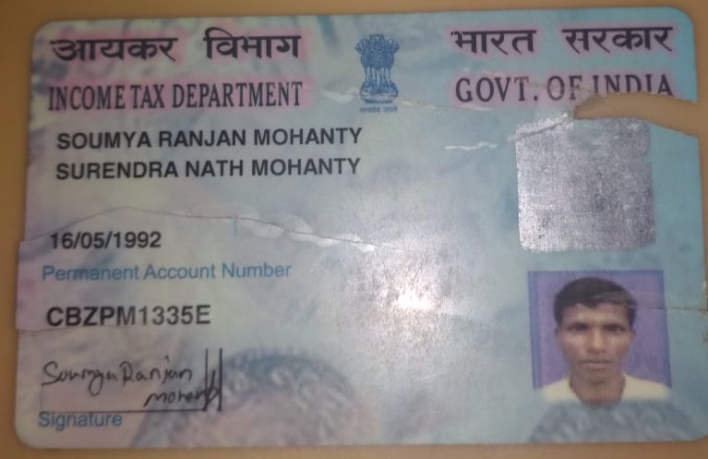 आयकर विभाग
भारत सरकार
INCOME TAX DEPARTMENT
GOVT. OF INDIA
SOUMYA RANJAN MOHANTY
SURENDRA NATH MOHANTY
16/05/1992
Permanent Account Number
CBZPM1335E
Soumya Ranjan
Signature